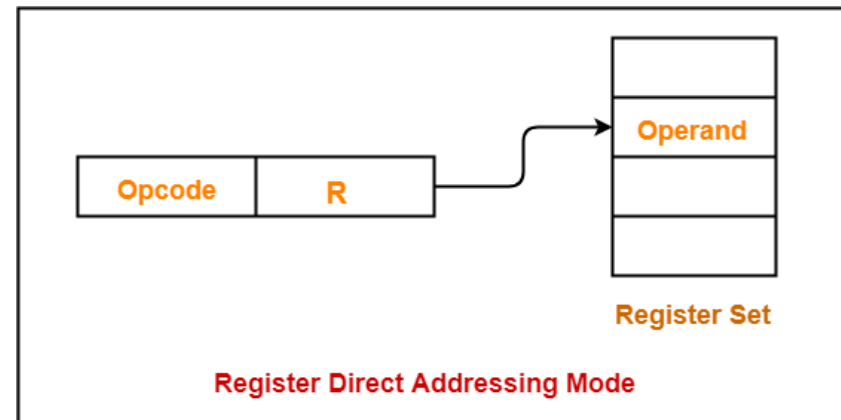 Opcode
R
Operand
Register Set
Register Direct Addressing Mode